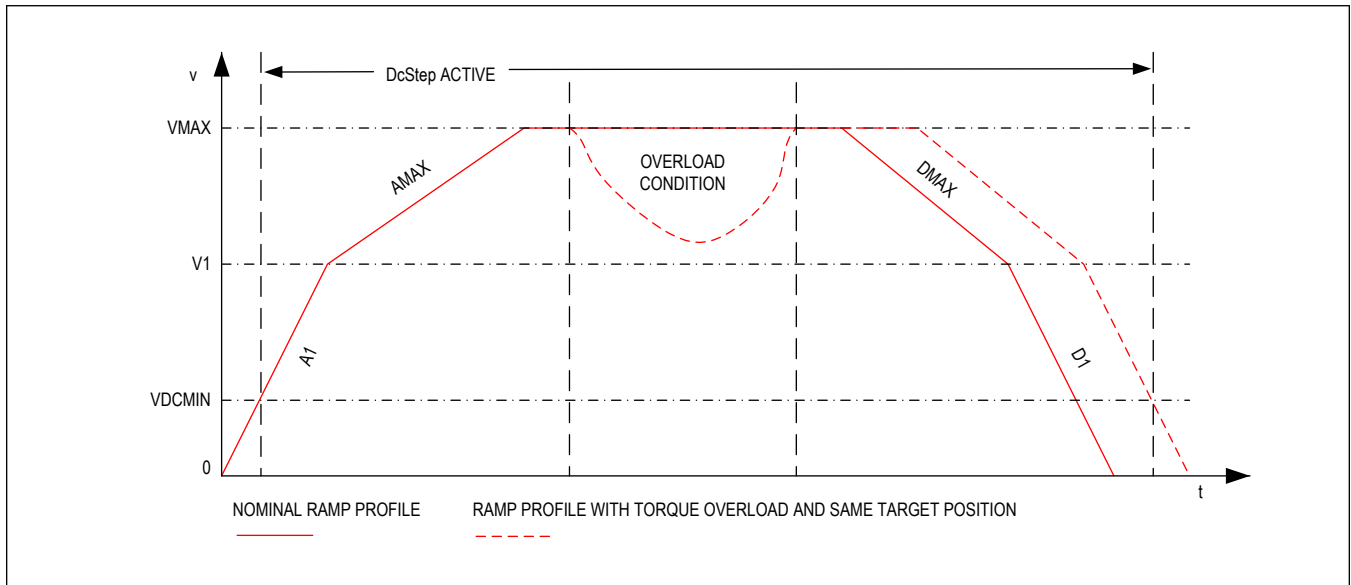 v
DcStep ACTIVE
VMAX
AMAX
OVERLOAD
CONDITION
DMAX
V1
A1
D1
VDCMIN
0
t
NOMINAL RAMP PROFILE
RAMP PROFILE WITH TORQUE OVERLOAD AND SAME TARGET POSITION